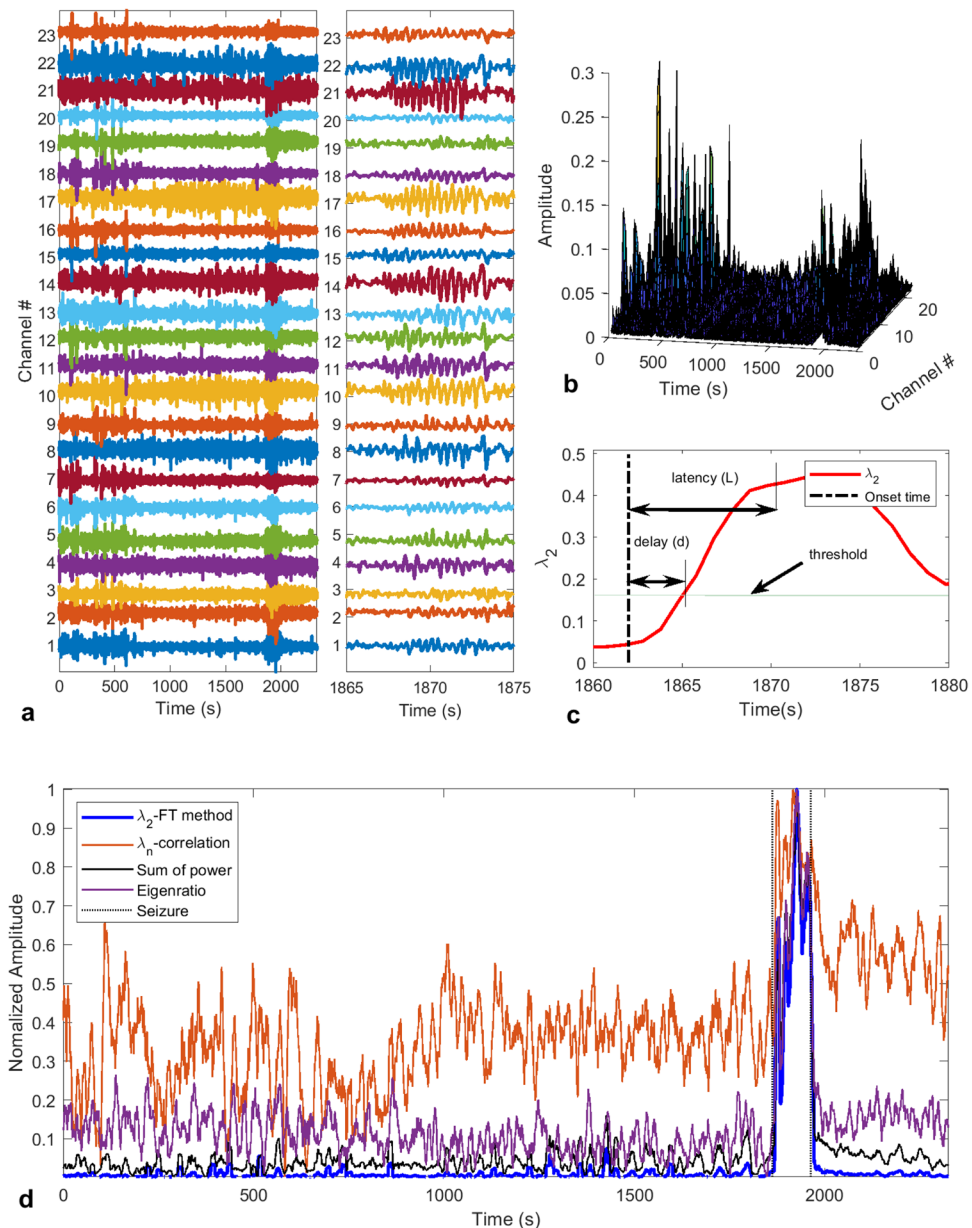 23
22
21
20
19
18
17
16
15
14
13
12
11
10
9
8
7
6
5
4
3
2
1
Channel #
0 500 1000 1500 2000
Time (s)
a
23
22
21
20
19
18
17
16
15
14
13
12
11
10
9
8
7
6
5
4
3
2
1
1865 1870 1875
Time (s)
0.3
0.25
0.2
0.15
0.1
0.05
0
Amplitude
0 500 1000 1500 2000
Time (s)
0 10 20
Channel #
b
0.5
0.4
0.3
0.2
0.1
0
λ2
latency (L)
delay (d)
threshold
λ2
Onset time
1860 1865 1870 1875 1880
Time(s)
c
1
0.9
0.8
0.7
0.6
0.5
0.4
0.3
0.2
0.1
Nomalized Amplitude
λ2-FT method
λn-correlation
Sum of power
Eigenratio
Seizure
0 500 1000 1500 2000
Time (s)
d